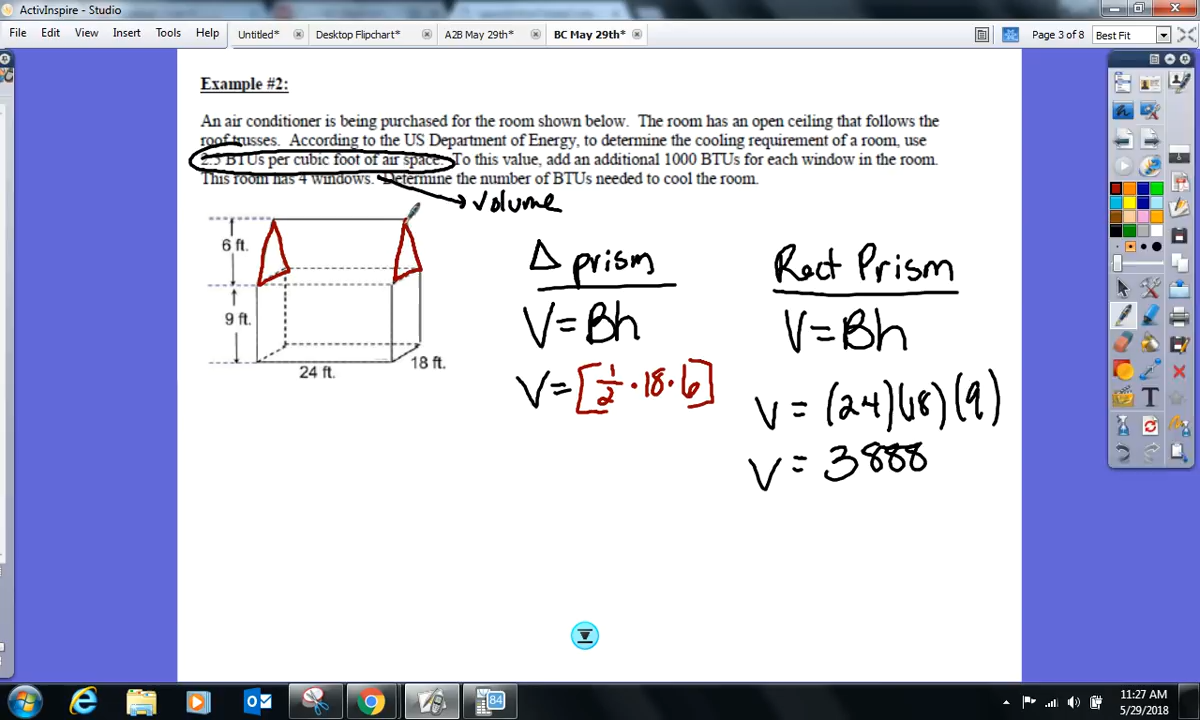 ActivInspire - Studio
File Edit View Insert Tools Help Untitled* Desktop Flipchart* A2B May 29th* BC May 29th* Page 3 of 8 Best Fit
Example #2:
An air conditioner is being purchased for the room shown below. The room has an open ceiling that follows the
roof trusses. According to the US Department of Energy, to determine the cooling requirement of a room, use
2.5 BTUs per cubic foot of air space. To this value, add an additional 1000 BTUs for each window in the room.
This room has 4 windows. Determine the number of BTUs needed to cool the room.
Volume
6 ft.
9 ft.
24 ft.
18 ft.
Δ prism
V = Bh
V = [1/2 · 18 · 6]
Rect Prism
V = Bh
V = (24)(18)(9)
V = 3888
84
11:27 AM
5/29/2018